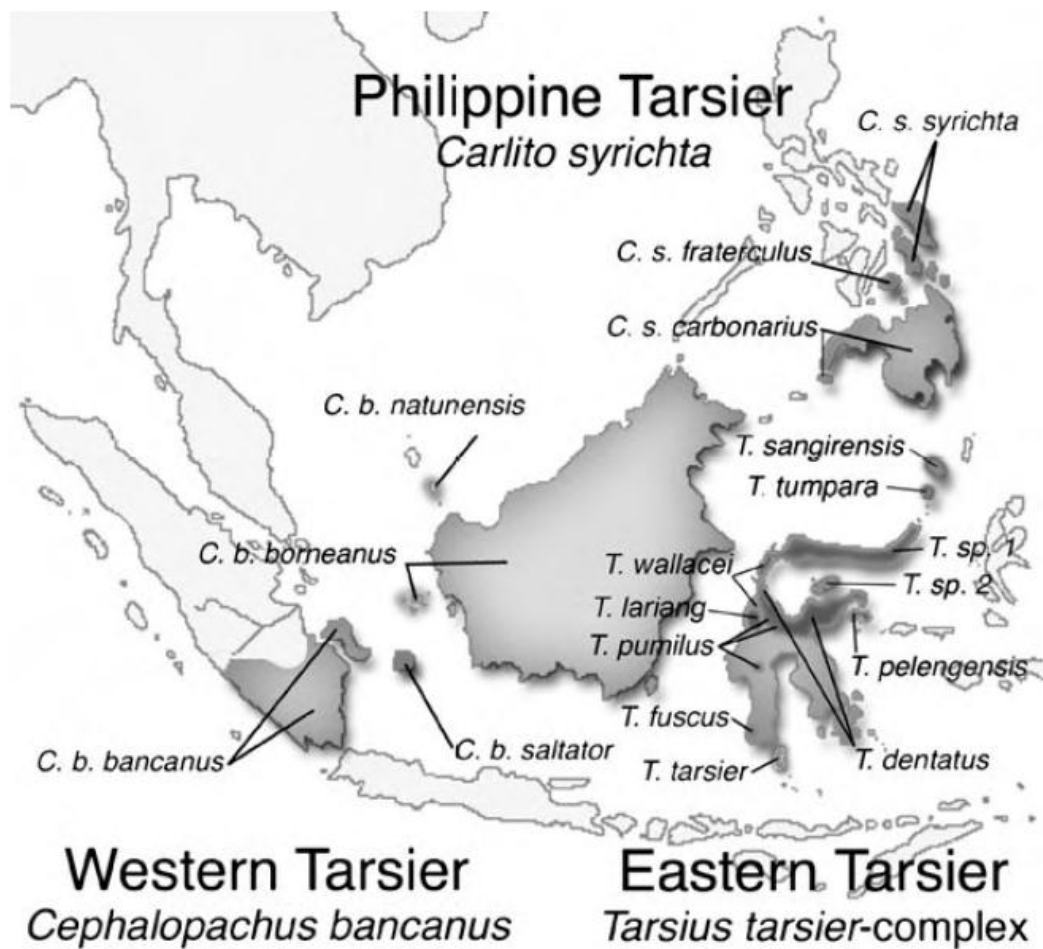 Philippine Tarsier
Carlito syrichta
C. s. syrichta
C. s. fraterculus
C. s. carbonarius
C. b. natunensis
T. sangirensis
T. tumpara
C. b. borneanus
T. wallacei
T. sp. 1
T. sp. 2
T. lariang
T. pumilus
T. pelengensis
T. fuscus
C. b. bancanus
C. b. saltator
T. tarsier
T. dentatus
Western Tarsier
Cephalopachus bancanus
Eastern Tarsier
Tarsius tarsier-complex